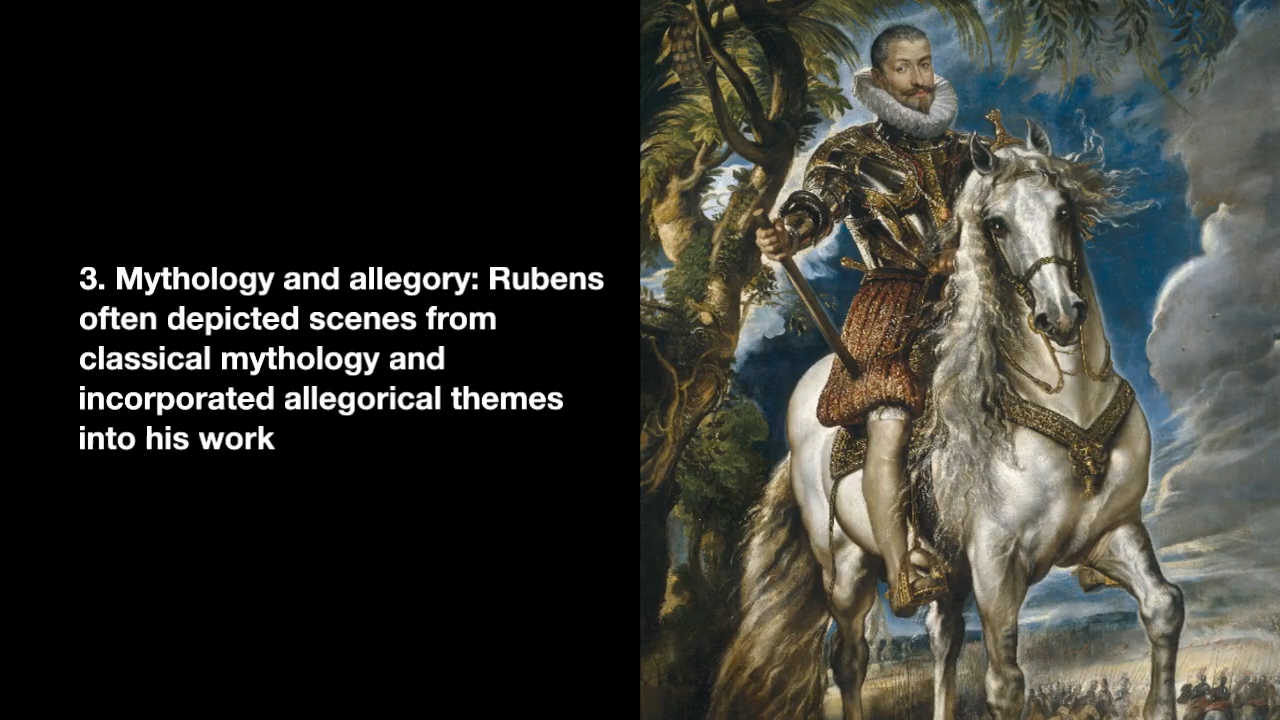 3. Mythology and allegory: Rubens
often depicted scenes from
classical mythology and
incorporated allegorical themes
into his work